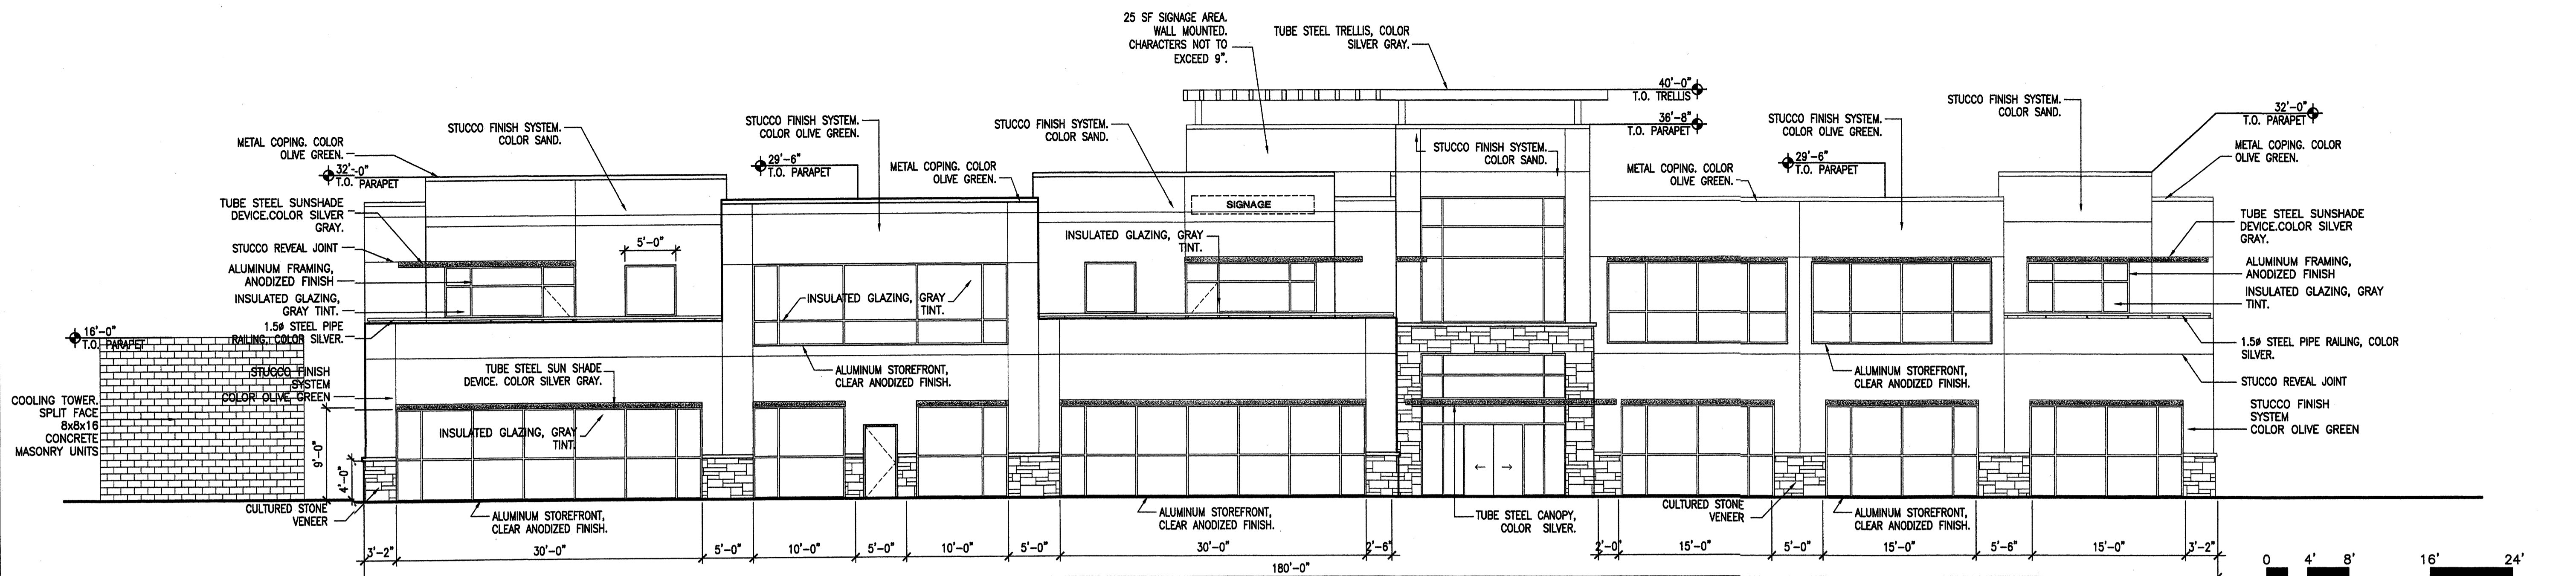 25 SF SIGNAGE AREA.
WALL MOUNTED.
CHARACTERS NOT TO
EXCEED 9".
TUBE STEEL TRELLIS, COLOR
SILVER GRAY.
40'-0"
T.O. TRELLIS
36'-8"
T.O. PARAPET
STUCCO FINISH SYSTEM.
COLOR SAND.
32'-0"
T.O. PARAPET
METAL COPING. COLOR
OLIVE GREEN.
STUCCO FINISH SYSTEM.
COLOR SAND.
STUCCO FINISH SYSTEM.
COLOR OLIVE GREEN.
STUCCO FINISH SYSTEM.
COLOR SAND.
STUCCO FINISH SYSTEM.
COLOR SAND.
STUCCO FINISH SYSTEM.
COLOR OLIVE GREEN.
METAL COPING. COLOR
OLIVE GREEN.
32'-0"
T.O. PARAPET
29'-6"
T.O. PARAPET
METAL COPING. COLOR
OLIVE GREEN.
METAL COPING. COLOR
OLIVE GREEN.
29'-6"
T.O. PARAPET
TUBE STEEL SUNSHADE
DEVICE.COLOR SILVER
GRAY.
SIGNAGE
TUBE STEEL SUNSHADE
DEVICE.COLOR SILVER
GRAY.
STUCCO REVEAL JOINT
5'-0"
INSULATED GLAZING, GRAY
TINT.
ALUMINUM FRAMING,
ANODIZED FINISH
ALUMINUM FRAMING,
ANODIZED FINISH
INSULATED GLAZING,
GRAY TINT.
INSULATED GLAZING, GRAY
TINT.
INSULATED GLAZING, GRAY
TINT.
16'-0"
T.O. PARAPET
1.5ø STEEL PIPE
RAILING, COLOR SILVER.
1.5ø STEEL PIPE RAILING, COLOR
SILVER.
STUCCO FINISH
SYSTEM
COLOR OLIVE GREEN
TUBE STEEL SUN SHADE
DEVICE. COLOR SILVER GRAY.
ALUMINUM STOREFRONT,
CLEAR ANODIZED FINISH.
ALUMINUM STOREFRONT,
CLEAR ANODIZED FINISH.
STUCCO REVEAL JOINT
COOLING TOWER.
SPLIT FACE
8x8x16
CONCRETE
MASONRY UNITS
STUCCO FINISH
SYSTEM
COLOR OLIVE GREEN
INSULATED GLAZING, GRAY
TINT.
9'-0"
4'-0"
CULTURED STONE
VENEER
ALUMINUM STOREFRONT,
CLEAR ANODIZED FINISH.
ALUMINUM STOREFRONT,
CLEAR ANODIZED FINISH.
TUBE STEEL CANOPY,
COLOR SILVER.
CULTURED STONE
VENEER
ALUMINUM STOREFRONT,
CLEAR ANODIZED FINISH.
3'-2"
30'-0"
5'-0"
10'-0"
5'-0"
10'-0"
5'-0"
30'-0"
2'-6"
2'-0"
15'-0"
5'-0"
15'-0"
5'-6"
15'-0"
3'-2"
180'-0"
0 4' 8' 16' 24'